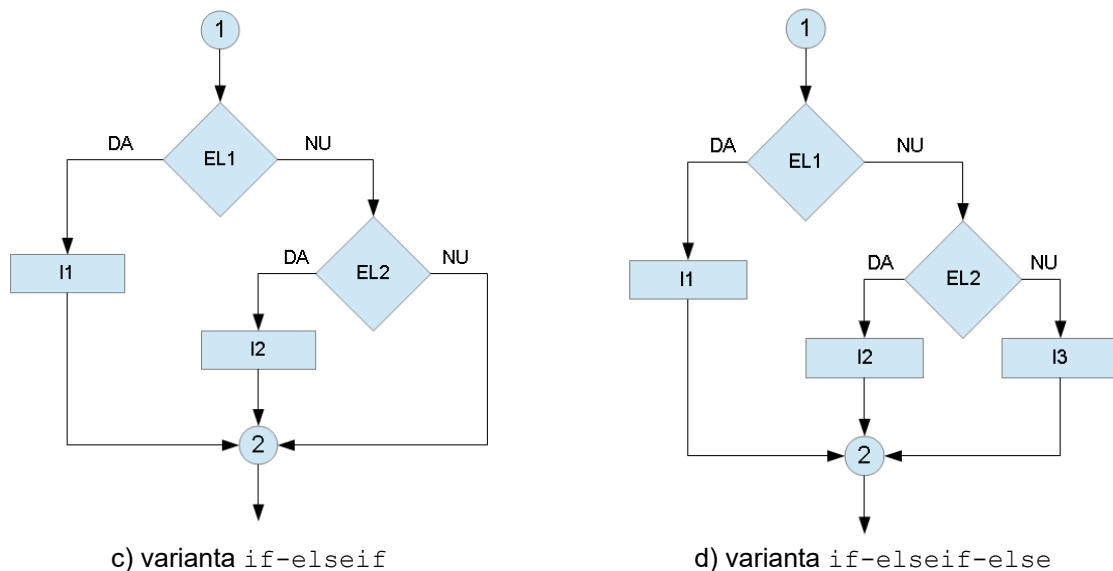 1
DA
EL1
NU
I1
DA
EL2
NU
I2
2
c) varianta if-elseif
1
DA
EL1
NU
I1
DA
EL2
NU
I2
I3
2
d) varianta if-elseif-else